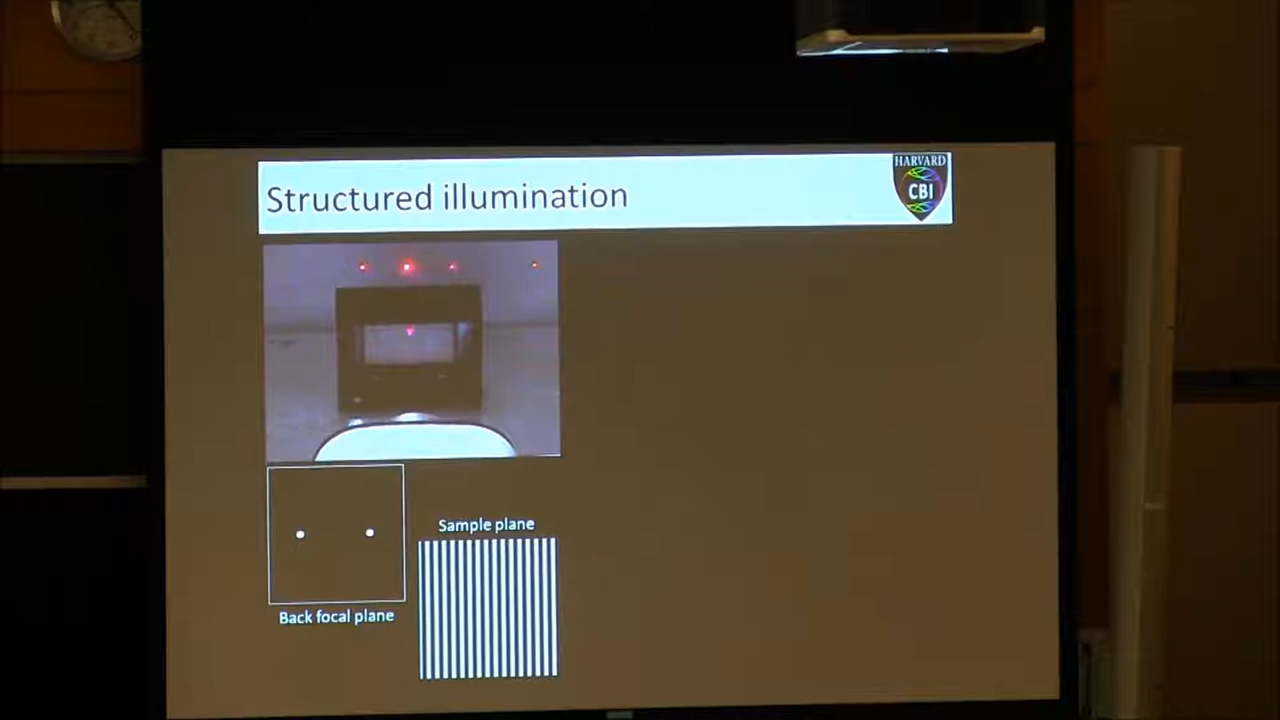 Structured illumination
HARVARD
CBI
Sample plane
Back focal plane